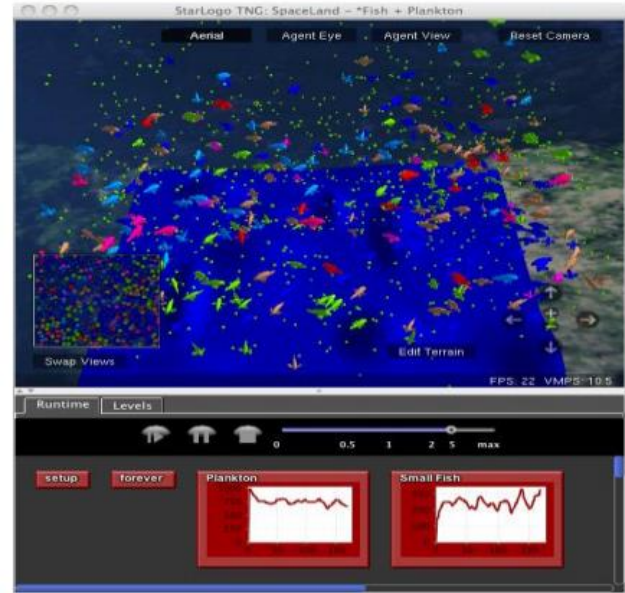 StarLogo TNG: SpaceLand – *Fish + Plankton
Aerial Agent Eye Agent View Reset Camera
Swap Views
Edit Terrain
FPS: 22 VMPS: 10.5
Runtime Levels
0 0.5 1 2 5 max
setup forever Plankton Small Fish